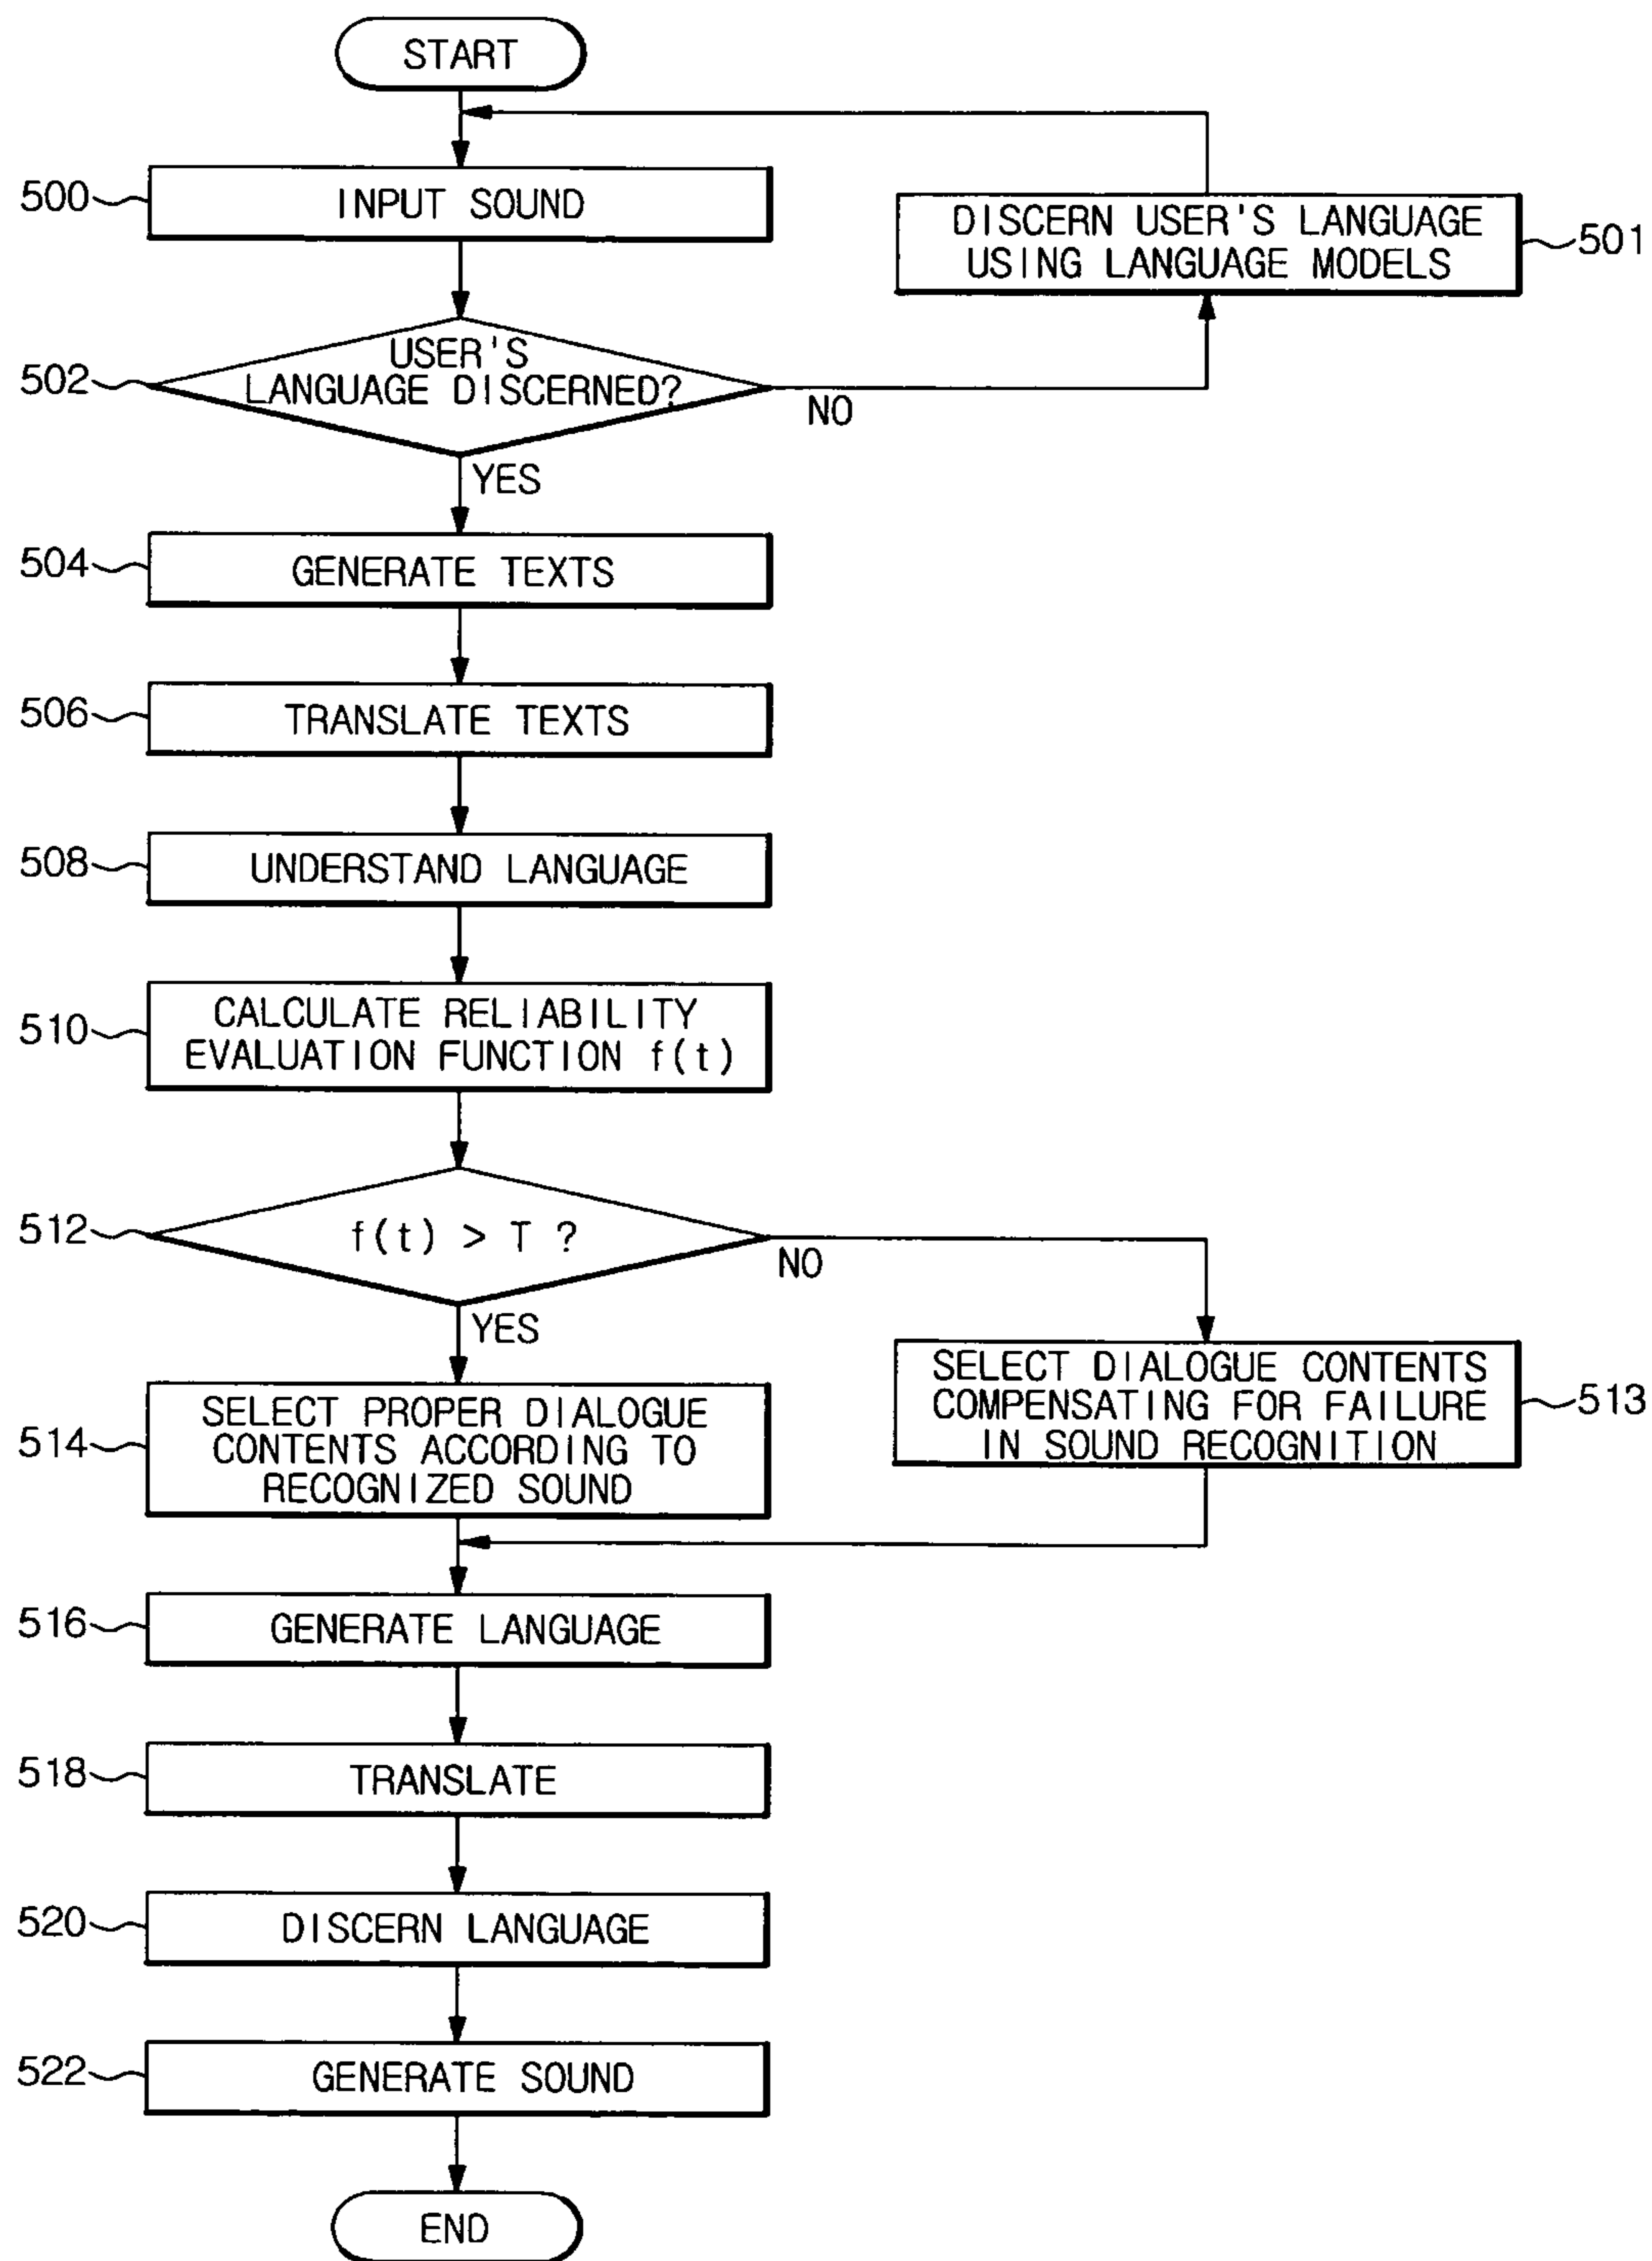 START
500
INPUT SOUND
DISCERN USER'S LANGUAGE
USING LANGUAGE MODELS
501
502
USER'S
LANGUAGE DISCERNED?
NO
YES
504
GENERATE TEXTS
506
TRANSLATE TEXTS
508
UNDERSTAND LANGUAGE
510
CALCULATE RELIABILITY
EVALUATION FUNCTION f(t)
512
f(t) > T ?
NO
YES
SELECT DIALOGUE CONTENTS
COMPENSATING FOR FAILURE
IN SOUND RECOGNITION
513
514
SELECT PROPER DIALOGUE
CONTENTS ACCORDING TO
RECOGNIZED SOUND
516
GENERATE LANGUAGE
518
TRANSLATE
520
DISCERN LANGUAGE
522
GENERATE SOUND
END